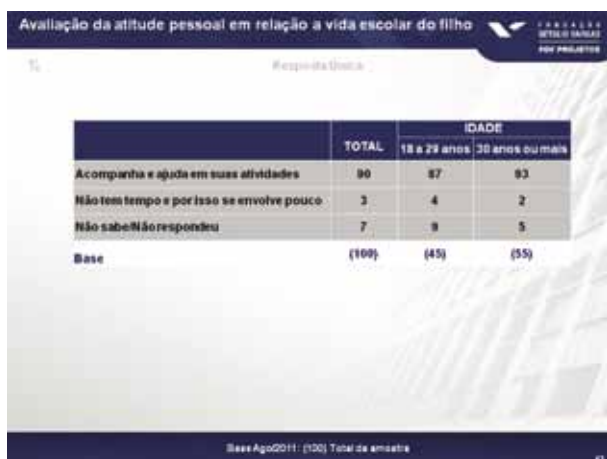 Avaliação da atitude pessoal em relação a vida escolar do filho
FUNDAÇÃO
GETULIO VARGAS
FGV PROJETOS
%
Resposta Única
IDADE
TOTAL 18 a 29 anos 30 anos ou mais
Acompanha e ajuda em suas atividades 90 87 93
Não tem tempo e por isso se envolve pouco 3 4 2
Não sabe/Não respondeu 7 9 5
Base (100) (45) (55)
Base Ago/2011: (100) Total da amostra